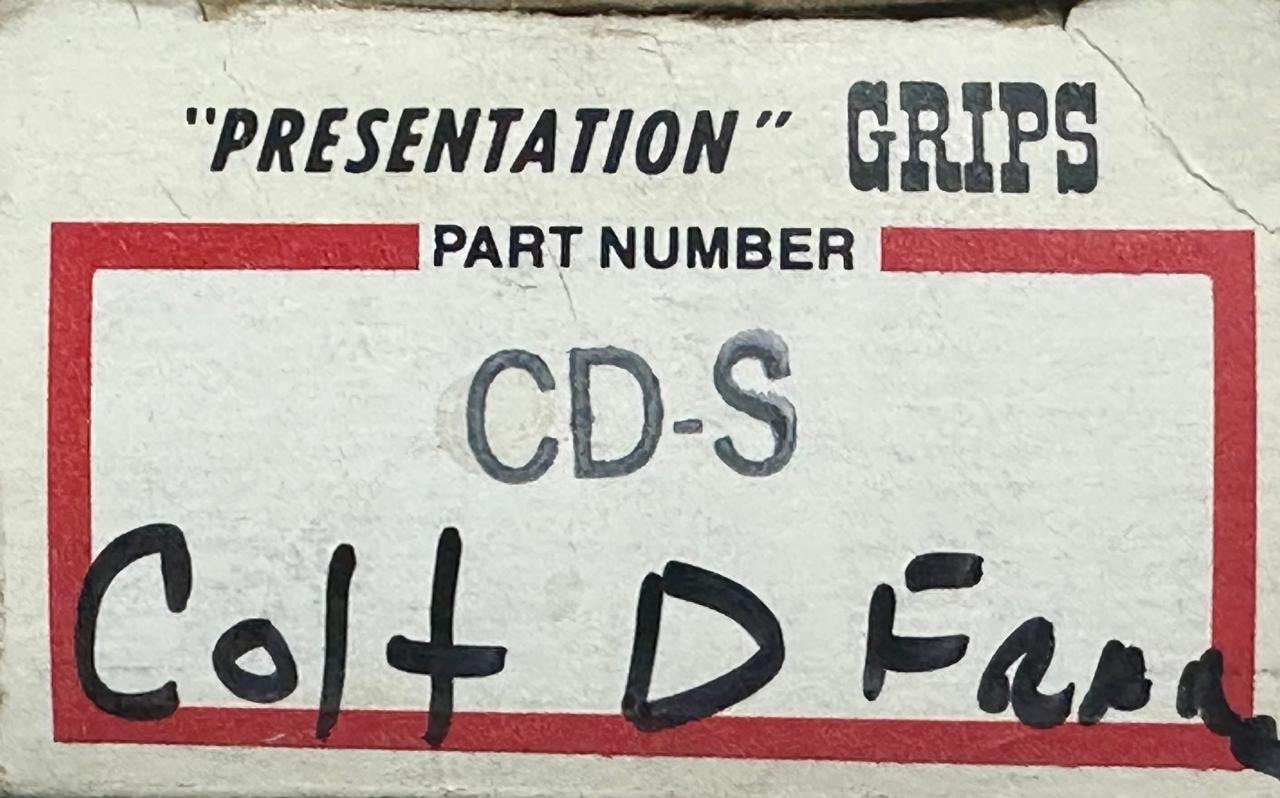 "PRESENTATION" GRIPS
PART NUMBER
CD-S
Colt D